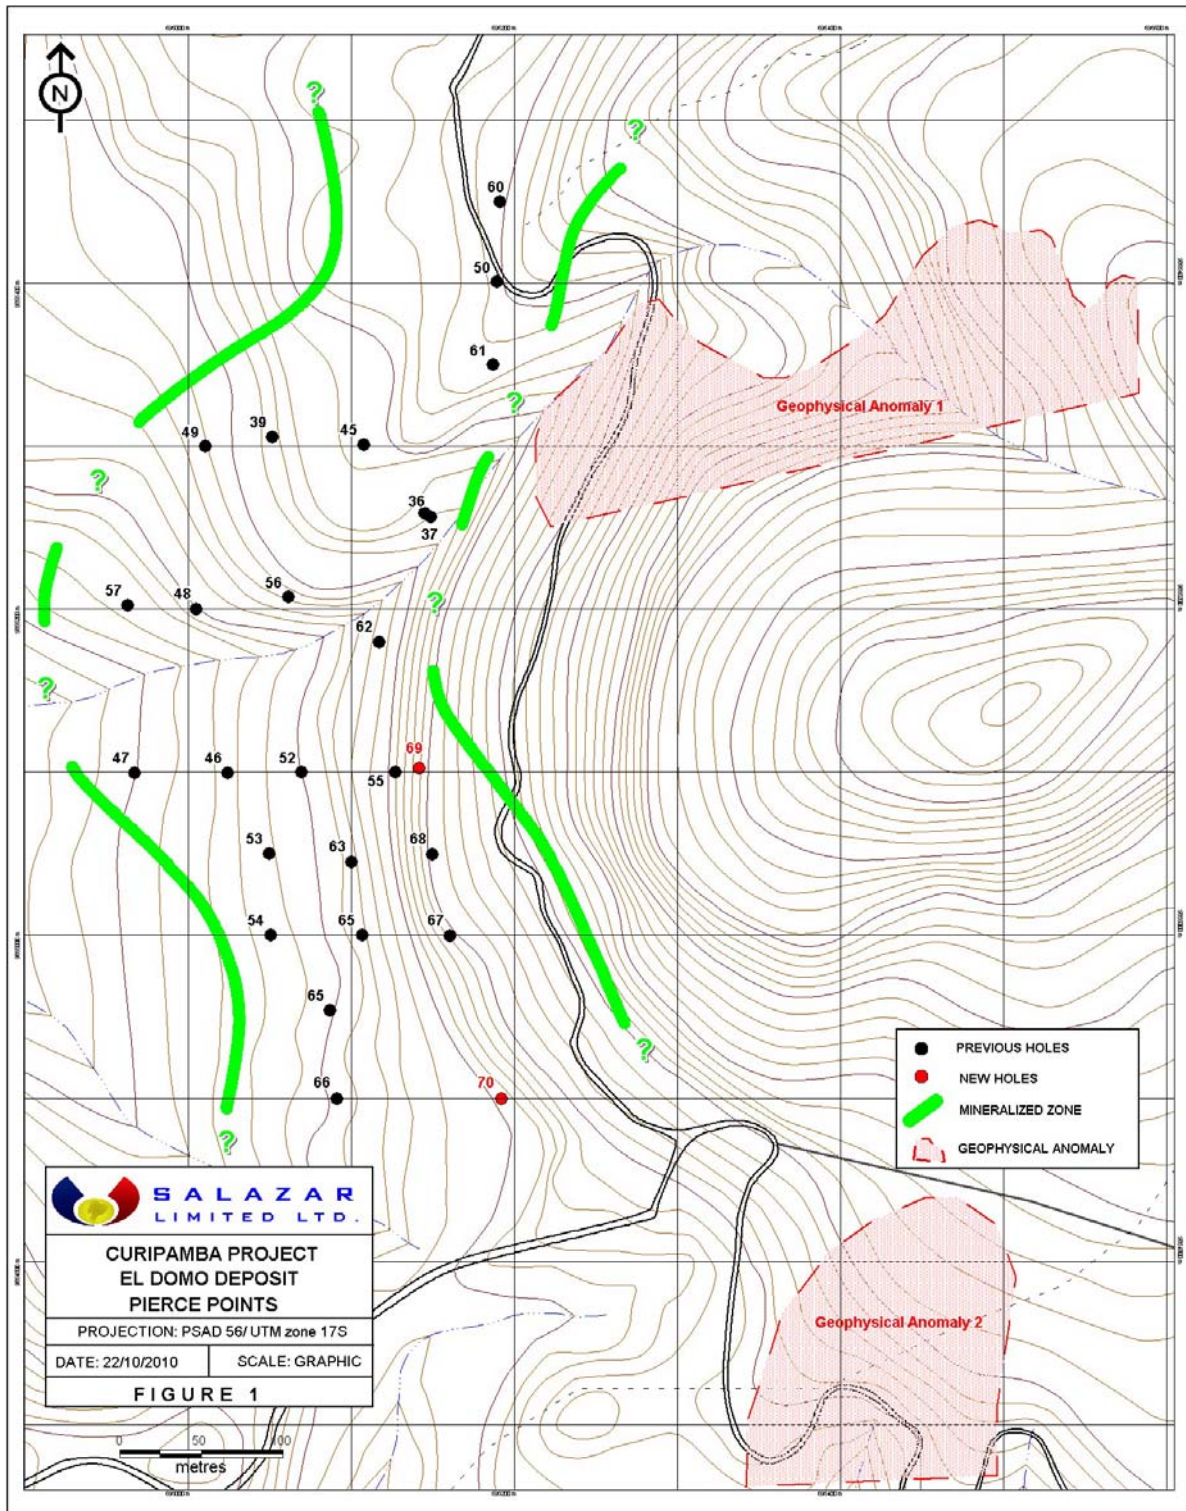 N
?
?
60
50
61
?
Geophysical Anomaly 1
49
39
45
?
36
37
57
48
56
?
62
?
47
46
52
69
55
53
63
68
54
65
67
65
?
66
70
?
PREVIOUS HOLES
NEW HOLES
MINERALIZED ZONE
GEOPHYSICAL ANOMALY
SALAZAR
LIMITED LTD.
CURIPAMBA PROJECT
EL DOMO DEPOSIT
PIERCE POINTS
PROJECTION: PSAD 56/ UTM zone 17S
DATE: 22/10/2010
SCALE: GRAPHIC
FIGURE 1
Geophysical Anomaly 2
0 50 100
metres